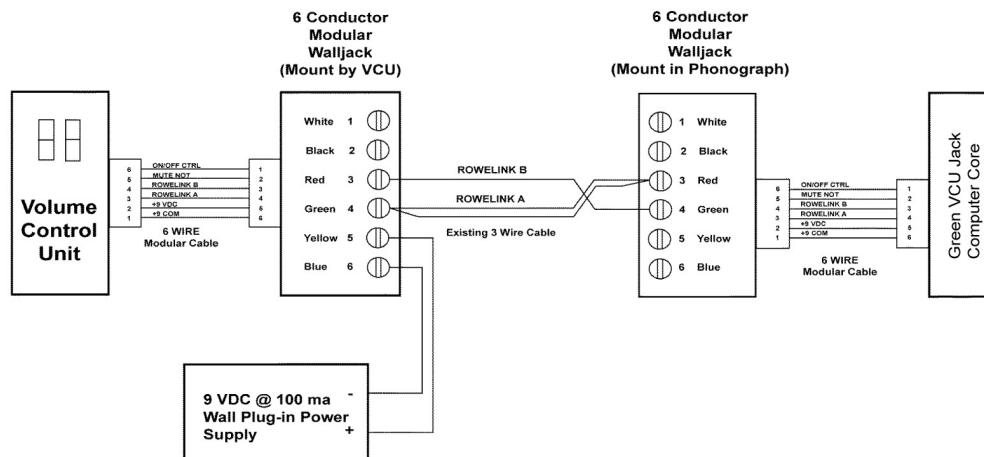 6 Conductor
Modular
Walljack
(Mount by VCU)
6 Conductor
Modular
Walljack
(Mount in Phonograph)
Volume
Control
Unit
6 ON/OFF CTRL 1
5 MUTE NOT 2
4 ROWELINK B 3
3 ROWELINK A 4
2 +9 VDC 5
1 +9 COM 6
6 WIRE
Modular Cable
White 1
Black 2
Red 3
Green 4
Yellow 5
Blue 6
ROWELINK B
ROWELINK A
Existing 3 Wire Cable
1 White
2 Black
3 Red
4 Green
5 Yellow
6 Blue
6 ON/OFF CTRL 1
5 MUTE NOT 2
4 ROWELINK B 3
3 ROWELINK A 4
2 +9 VDC 5
1 +9 COM 6
6 WIRE
Modular Cable
Green VCU Jack
Computer Core
9 VDC @ 100 ma -
Wall Plug-in Power
Supply +